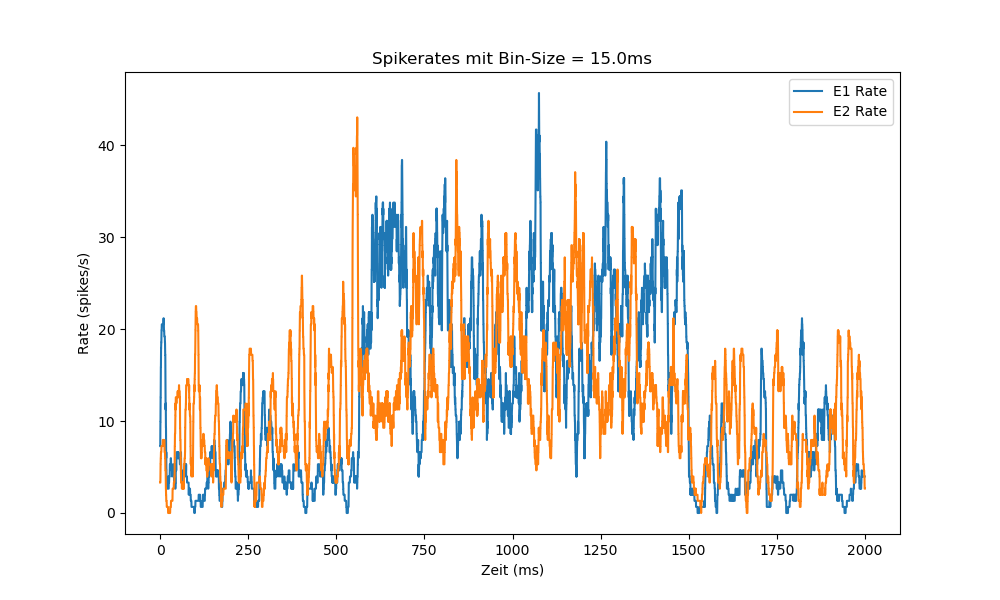 Spikerates mit Bin-Size = 15.0ms
E1 Rate
E2 Rate
Rate (spikes/s)
40
30
20
10
0
0 250 500 750 1000 1250 1500 1750 2000
Zeit (ms)